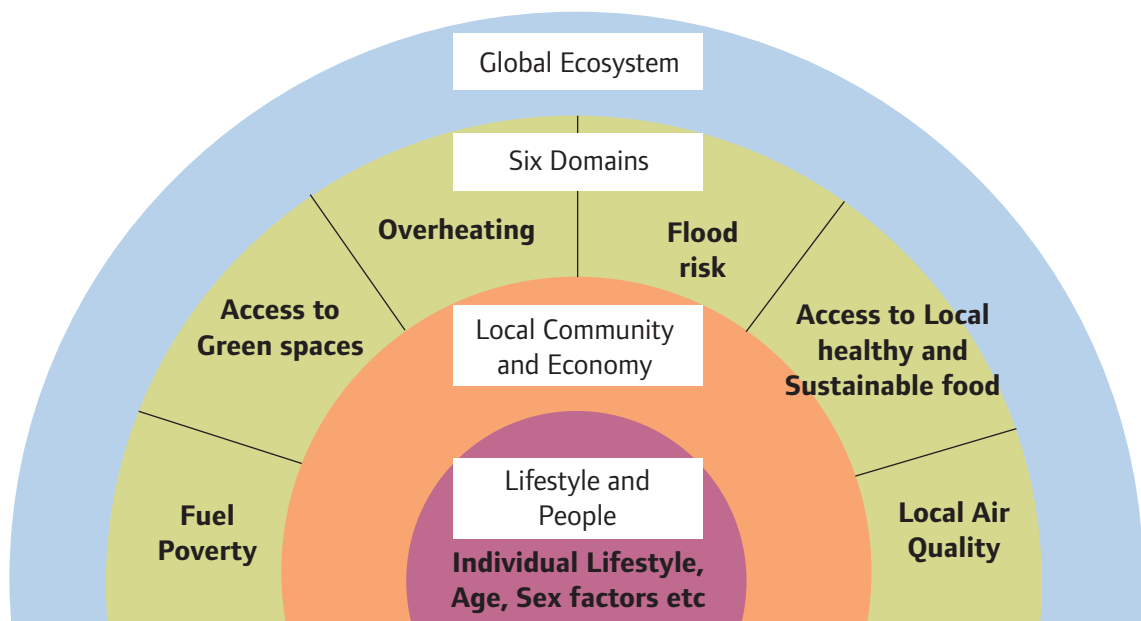 Global Ecosystem
Six Domains
Overheating
Flood
risk
Access to
Green spaces
Access to Local
healthy and
Sustainable food
Local Community
and Economy
Fuel
Poverty
Local Air
Quality
Lifestyle and
People
Individual Lifestyle,
Age, Sex factors etc